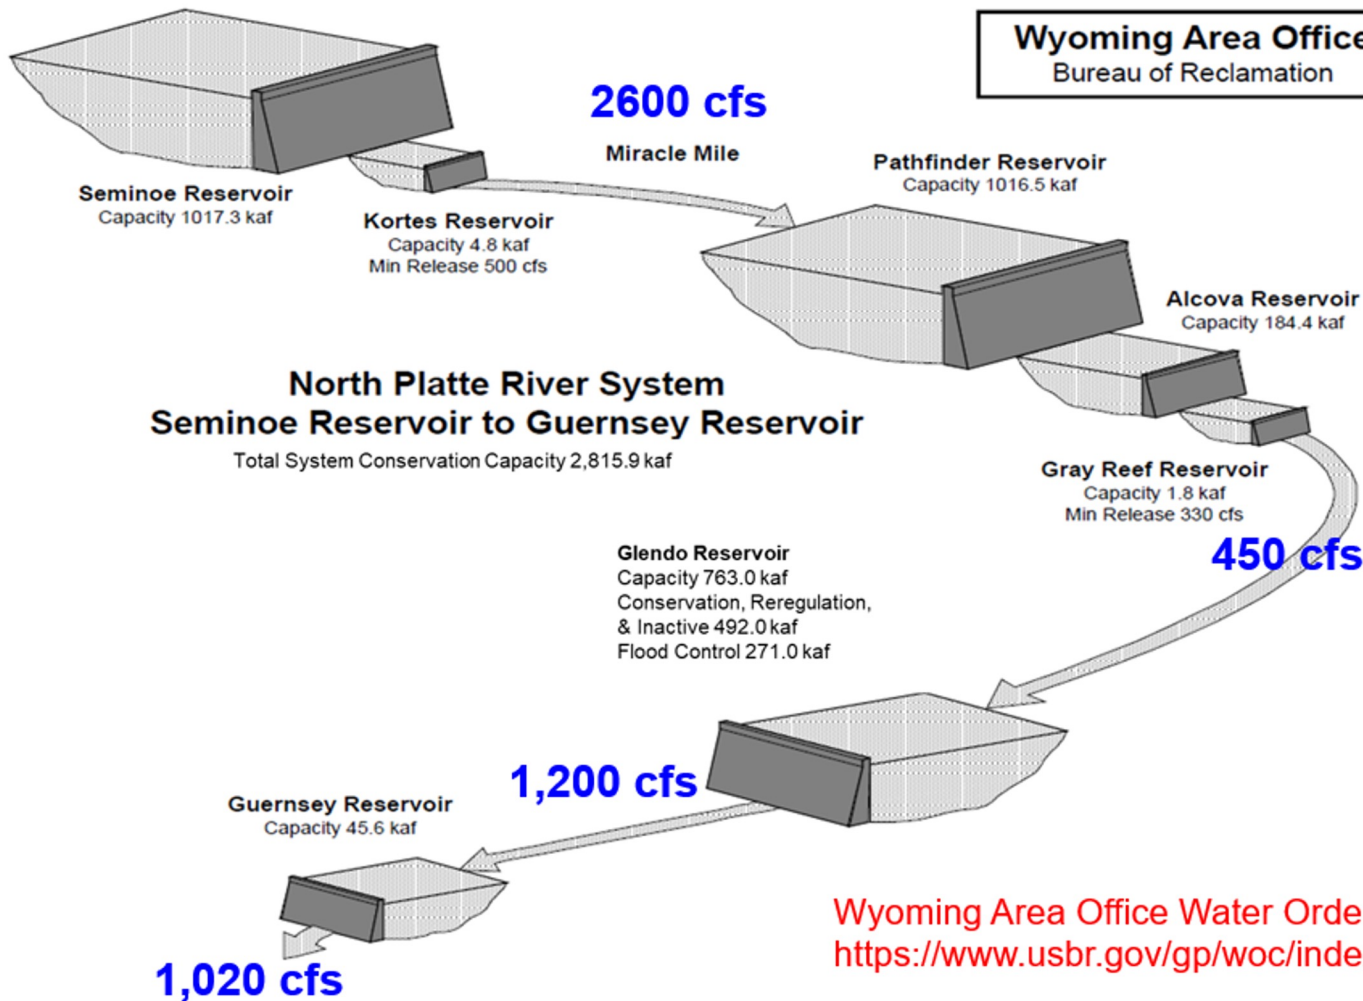 Wyoming Area Office
Bureau of Reclamation
2600 cfs
Miracle Mile
Seminoe Reservoir
Capacity 1017.3 kaf
Kortes Reservoir
Capacity 4.8 kaf
Min Release 500 cfs
Pathfinder Reservoir
Capacity 1016.5 kaf
Alcova Reservoir
Capacity 184.4 kaf
North Platte River System
Seminoe Reservoir to Guernsey Reservoir
Total System Conservation Capacity 2,815.9 kaf
Gray Reef Reservoir
Capacity 1.8 kaf
Min Release 330 cfs
450 cfs
Glendo Reservoir
Capacity 763.0 kaf
Conservation, Reregulation,
& Inactive 492.0 kaf
Flood Control 271.0 kaf
1,200 cfs
Guernsey Reservoir
Capacity 45.6 kaf
1,020 cfs
Wyoming Area Office Water Orde
https://www.usbr.gov/gp/woc/inde